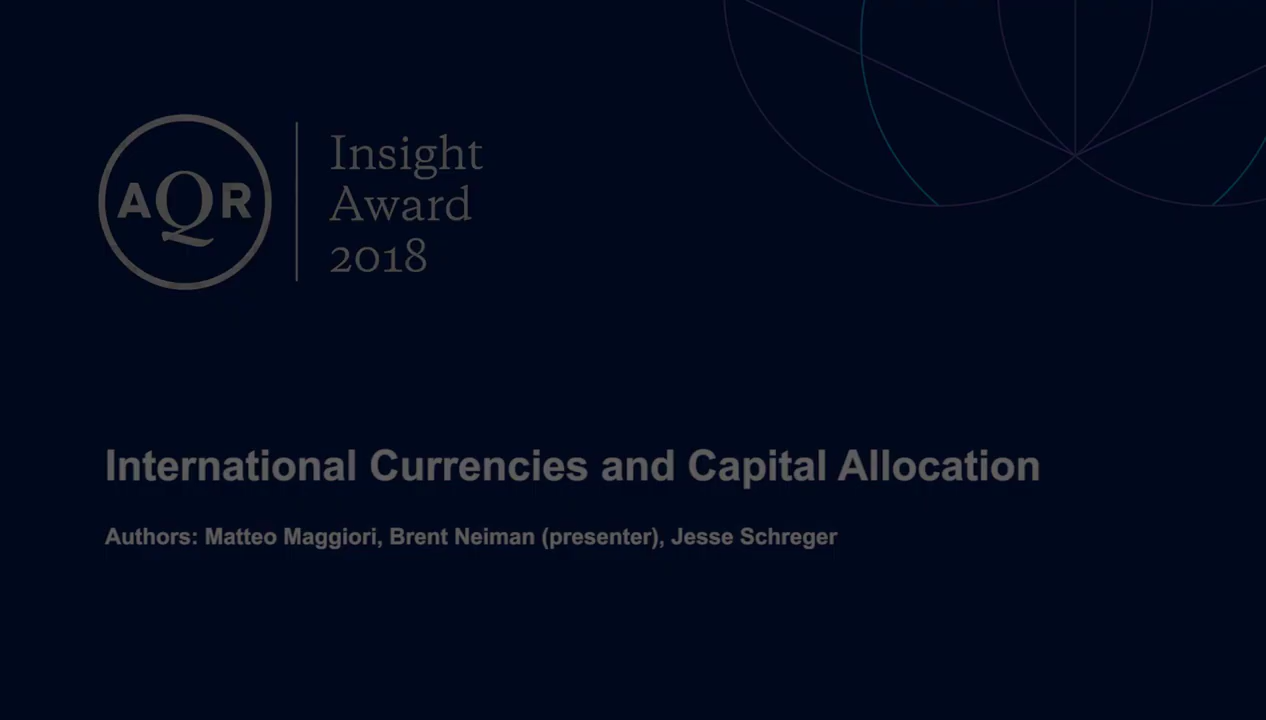 AQR
Insight
Award
2018
International Currencies and Capital Allocation
Authors: Matteo Maggiori, Brent Neiman (presenter), Jesse Schreger